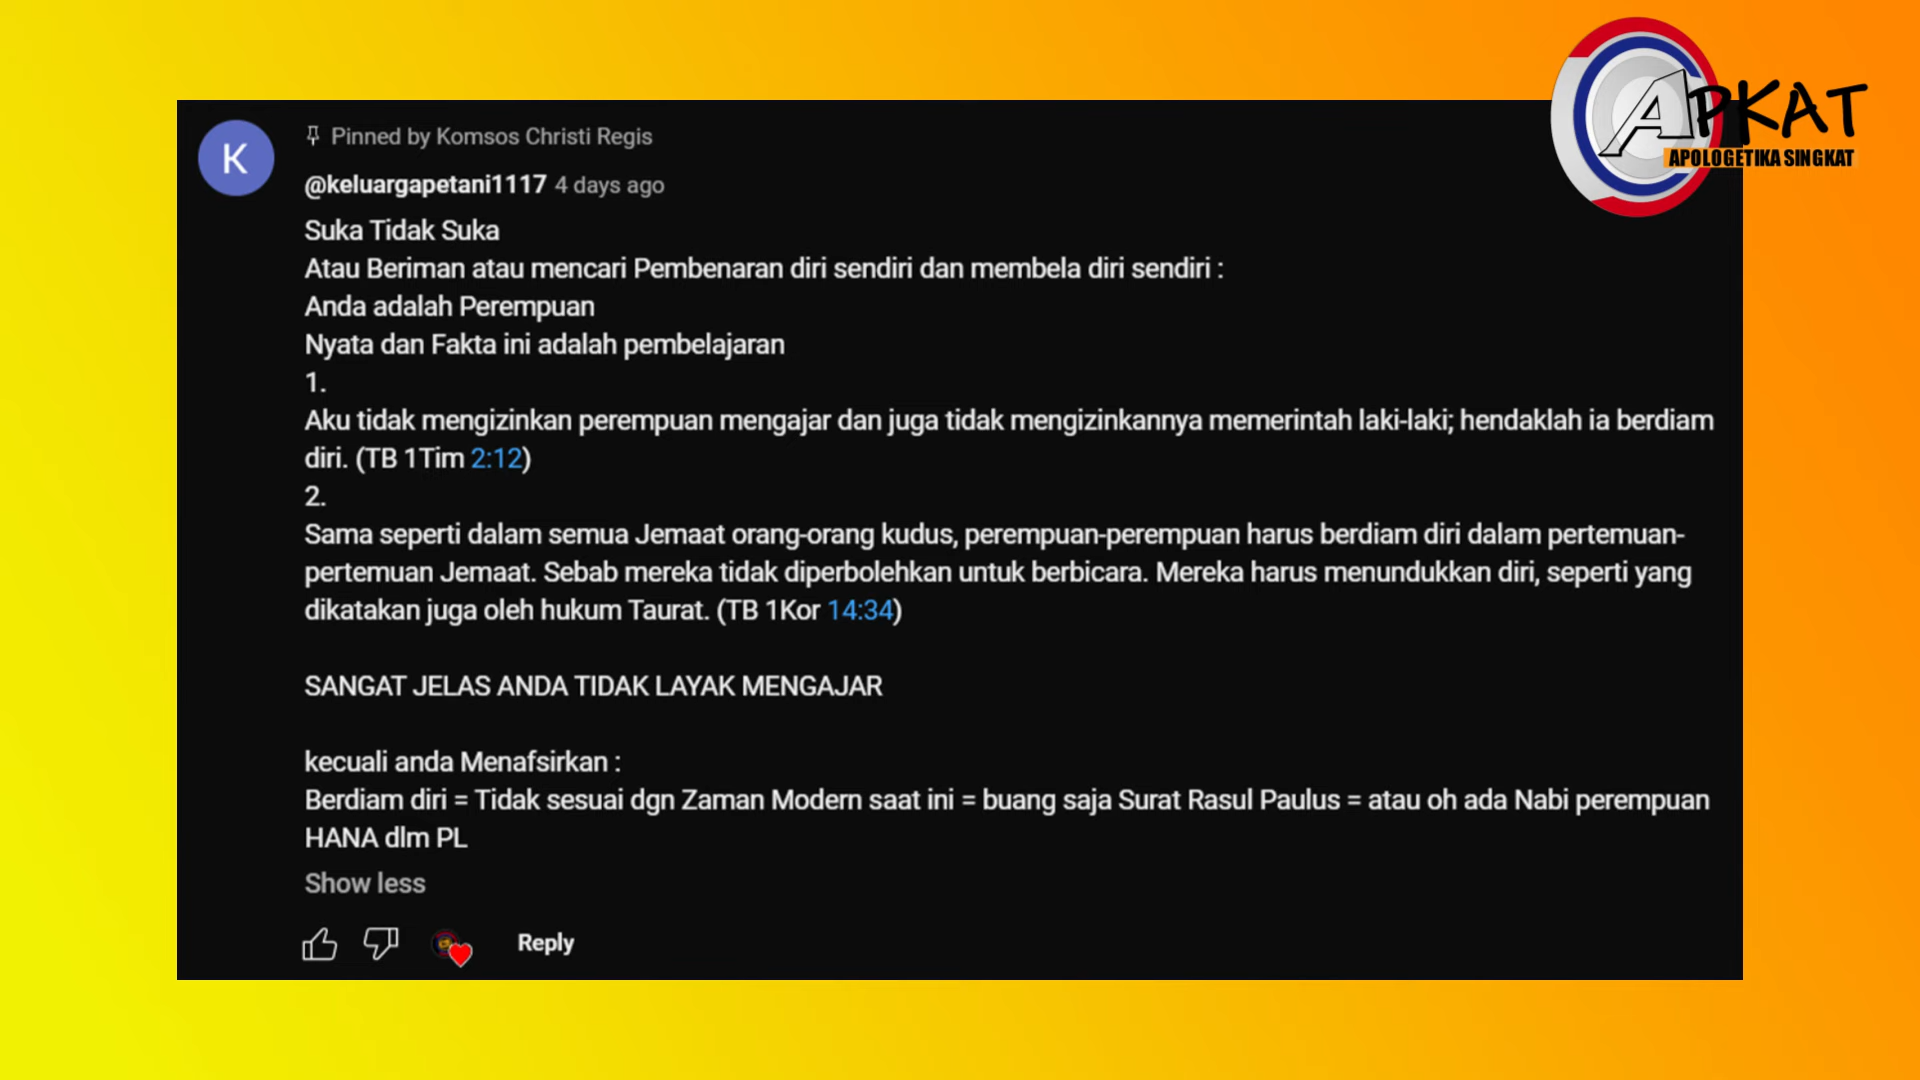 APKAT
APOLOGETIKA SINGKAT
K
Pinned by Komsos Christi Regis
@keluargapetani1117 4 days ago
Suka Tidak Suka
Atau Beriman atau mencari Pembenaran diri sendiri dan membela diri sendiri :
Anda adalah Perempuan
Nyata dan Fakta ini adalah pembelajaran
1.
Aku tidak mengizinkan perempuan mengajar dan juga tidak mengizinkannya memerintah laki-laki; hendaklah ia berdiam
diri. (TB 1Tim 2:12)
2.
Sama seperti dalam semua Jemaat orang-orang kudus, perempuan-perempuan harus berdiam diri dalam pertemuan-
pertemuan Jemaat. Sebab mereka tidak diperbolehkan untuk berbicara. Mereka harus menundukkan diri, seperti yang
dikatakan juga oleh hukum Taurat. (TB 1Kor 14:34)
SANGAT JELAS ANDA TIDAK LAYAK MENGAJAR
kecuali anda Menafsirkan :
Berdiam diri = Tidak sesuai dgn Zaman Modern saat ini = buang saja Surat Rasul Paulus = atau oh ada Nabi perempuan
HANA dlm PL
Show less
Reply